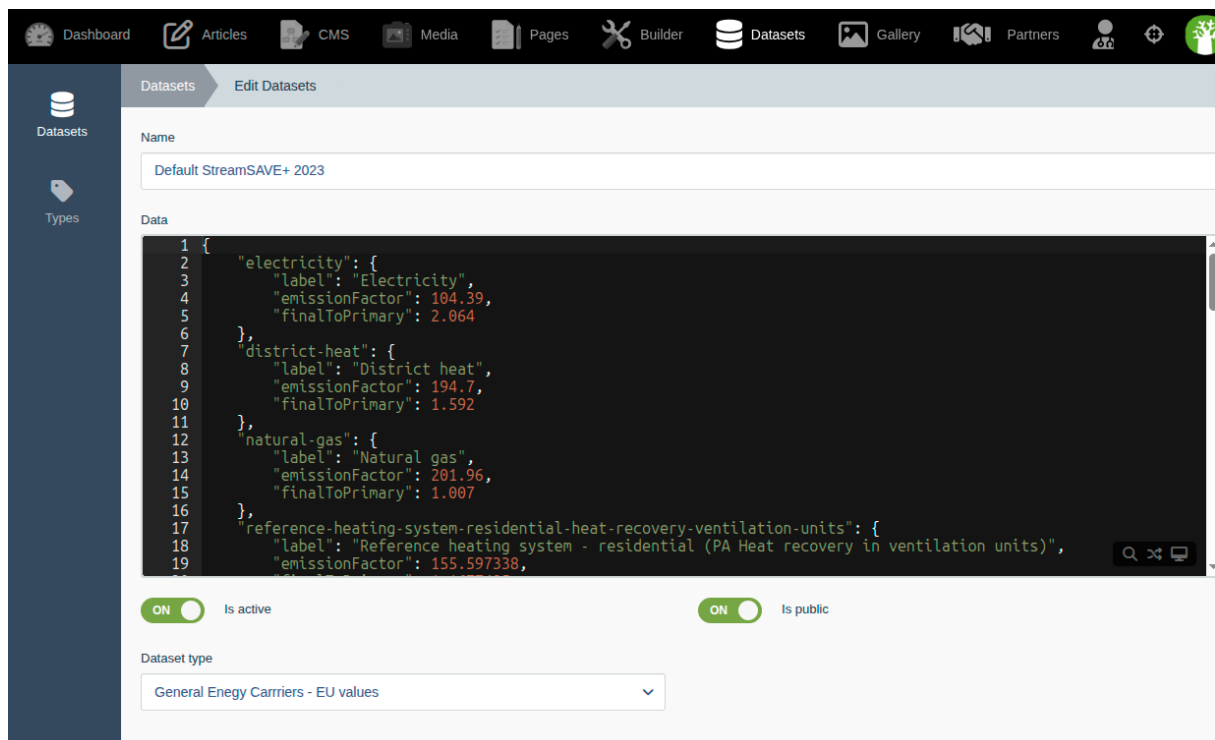 Dashboard Articles CMS Media Pages Builder Datasets Gallery Partners
Datasets Edit Datasets
Datasets
Types
Name
Default StreamSAVE+ 2023
Data
1 {
2 "electricity": {
3 "label": "Electricity",
4 "emissionFactor": 104.39,
5 "finalToPrimary": 2.064
6 },
7 "district-heat": {
8 "label": "District heat",
9 "emissionFactor": 194.7,
10 "finalToPrimary": 1.592
11 },
12 "natural-gas": {
13 "label": "Natural gas",
14 "emissionFactor": 201.96,
15 "finalToPrimary": 1.007
16 },
17 "reference-heating-system-residential-heat-recovery-ventilation-units": {
18 "label": "Reference heating system - residential (PA Heat recovery in ventilation units)",
19 "emissionFactor": 155.597338,
ON Is active ON Is public
Dataset type
General Enegy Carrriers - EU values